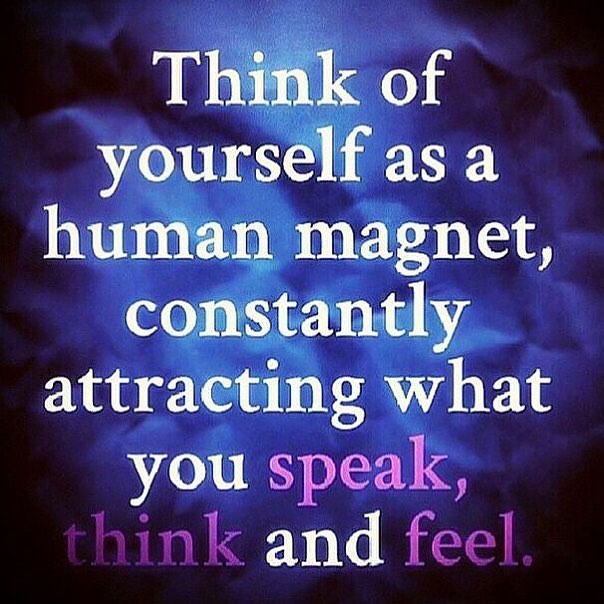 Think of
yourself as a
human magnet,
constantly
attracting what
you speak,
think and feel.